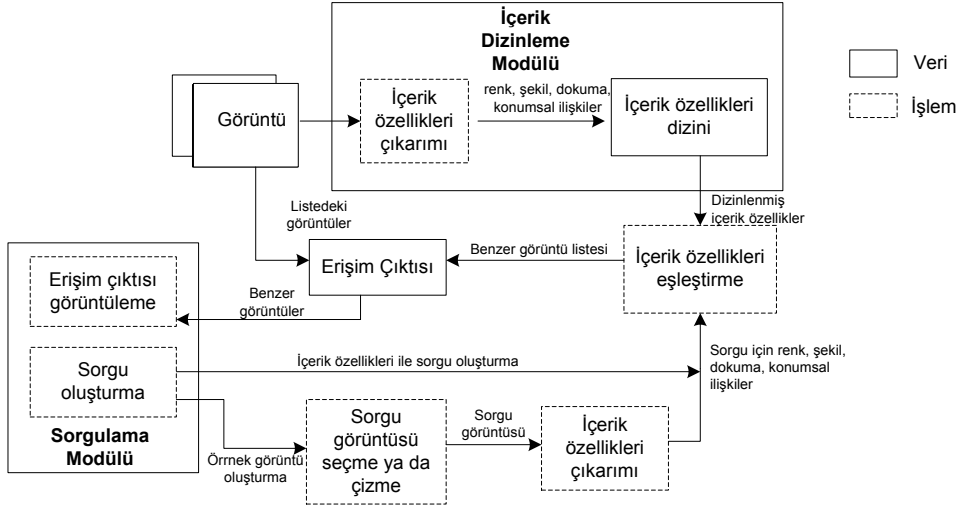 İçerik
Dizinleme
Modülü
Veri
İşlem
Görüntü
İçerik
özellikleri
çıkarımı
renk, şekil, dokuma,
konumsal ilişkiler
İçerik özellikleri
dizini
Listedeki
görüntüler
Dizinlenmiş
içerik özellikler
Erişim Çıktısı
Benzer görüntü listesi
İçerik özellikleri
eşleştirme
Erişim çıktısı
görüntüleme
Benzer
görüntüler
Sorgu
oluşturma
İçerik özellikleri ile sorgu oluşturma
Sorgu için renk, şekil,
dokuma, konumsal
ilişkiler
Sorgulama
Modülü
Örrnek görüntü
oluşturma
Sorgu
görüntüsü
seçme ya da
çizme
Sorgu
görüntüsü
İçerik
özellikleri
çıkarımı